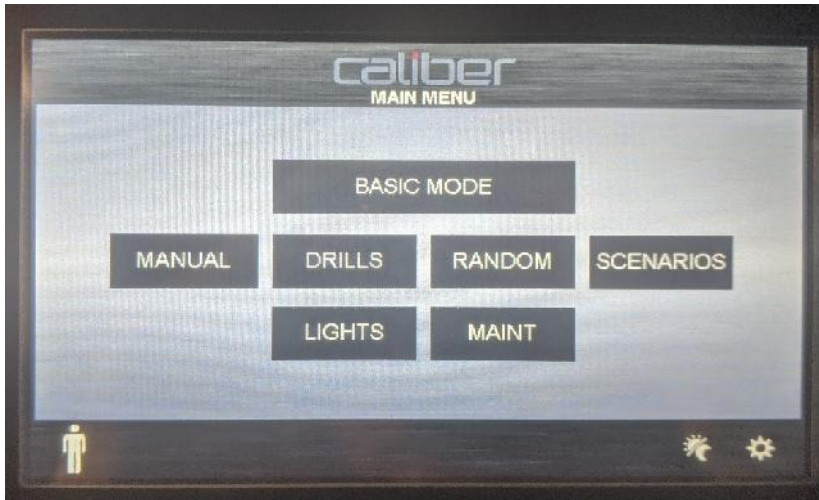 caliber
MAIN MENU
BASIC MODE
MANUAL DRILLS RANDOM SCENARIOS
LIGHTS MAINT